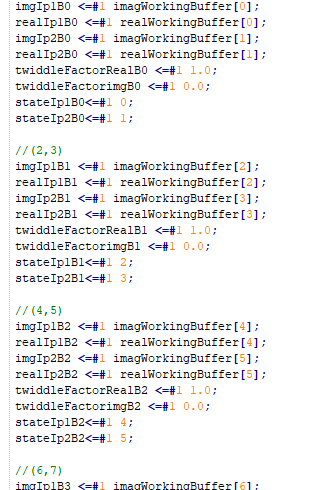 imgIp1B0 <=#1 imagWorkingBuffer[0];
realIp1B0 <=#1 realWorkingBuffer[0];
imgIp2B0 <=#1 imagWorkingBuffer[1];
realIp2B0 <=#1 realWorkingBuffer[1];
twiddleFactorRealB0 <=#1 1.0;
twiddleFactorimgB0 <=#1 0.0;
stateIp1B0<=#1 0;
stateIp2B0<=#1 1;
//(2,3)
imgIp1B1 <=#1 imagWorkingBuffer[2];
realIp1B1 <=#1 realWorkingBuffer[2];
imgIp2B1 <=#1 imagWorkingBuffer[3];
realIp2B1 <=#1 realWorkingBuffer[3];
twiddleFactorRealB1 <=#1 1.0;
twiddleFactorimgB1 <=#1 0.0;
stateIp1B1<=#1 2;
stateIp2B1<=#1 3;
//(4,5)
imgIp1B2 <=#1 imagWorkingBuffer[4];
realIp1B2 <=#1 realWorkingBuffer[4];
imgIp2B2 <=#1 imagWorkingBuffer[5];
realIp2B2 <=#1 realWorkingBuffer[5];
twiddleFactorRealB2 <=#1 1.0;
twiddleFactorimgB2 <=#1 0.0;
stateIp1B2<=#1 4;
stateIp2B2<=#1 5;
//(6,7)
imgIp1B3 <=#1 imagWorkingBuffer[6];